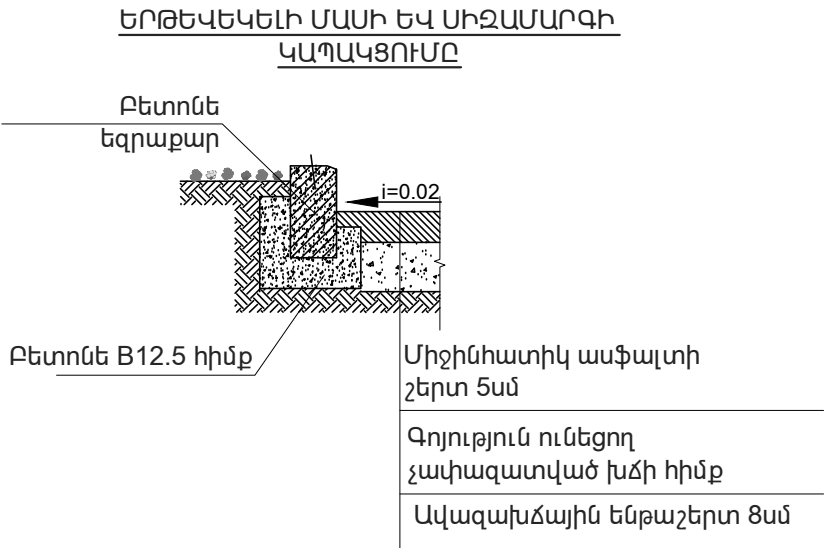 ԵՐԹԵՎԵԿԵԼԻ ՄԱՍԻ ԵՎ ՍԻԶԱՄԱՐԳԻ
ԿԱՊԱԿՑՈՒՄԸ
Բետոնե
եզրաքար
i=0.02
Բետոնե B12.5 հիմք
Միջինհատիկ ասֆալտի
շերտ 5սմ
Գոյություն ունեցող
չափազատված խճի հիմք
Ավազախճային ենթաշերտ 8սմ